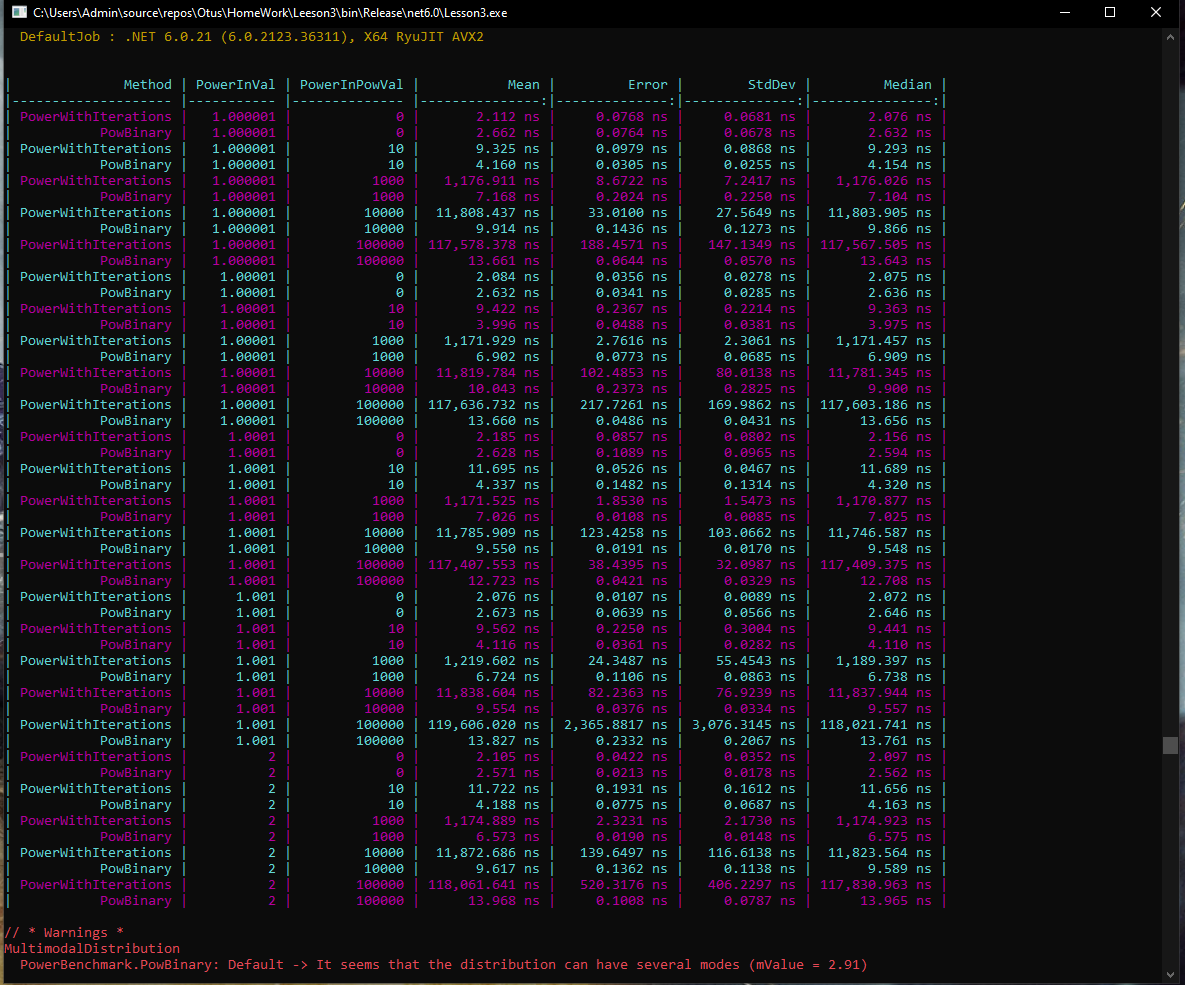 C:\Users\Admin\source\repos\Otus\HomeWork\Leeson3\bin\Release\net6.0\Lesson3.exe
DefaultJob : .NET 6.0.21 (6.0.2123.36311), X64 RyuJIT AVX2
| Method | PowerInVal | PowerInPowVal | Mean | Error | StdDev | Median |
|-------------------- |----------- |-------------- |---------------:|--------------:|--------------:|---------------:|
| PowerWithIterations | 1.000001 | 0 | 2.112 ns | 0.0768 ns | 0.0681 ns | 2.076 ns |
| PowBinary | 1.000001 | 0 | 2.662 ns | 0.0764 ns | 0.0678 ns | 2.632 ns |
| PowerWithIterations | 1.000001 | 10 | 9.325 ns | 0.0979 ns | 0.0868 ns | 9.293 ns |
| PowBinary | 1.000001 | 10 | 4.160 ns | 0.0305 ns | 0.0255 ns | 4.154 ns |
| PowerWithIterations | 1.000001 | 1000 | 1,176.911 ns | 8.6722 ns | 7.2417 ns | 1,176.026 ns |
| PowBinary | 1.000001 | 1000 | 7.168 ns | 0.2024 ns | 0.2250 ns | 7.104 ns |
| PowerWithIterations | 1.000001 | 10000 | 11,808.437 ns | 33.0100 ns | 27.5649 ns | 11,803.905 ns |
| PowBinary | 1.000001 | 10000 | 9.914 ns | 0.1436 ns | 0.1273 ns | 9.866 ns |
| PowerWithIterations | 1.000001 | 100000 | 117,578.378 ns | 188.4571 ns | 147.1349 ns | 117,567.505 ns |
| PowBinary | 1.000001 | 100000 | 13.661 ns | 0.0644 ns | 0.0570 ns | 13.643 ns |
| PowerWithIterations | 1.00001 | 0 | 2.084 ns | 0.0356 ns | 0.0278 ns | 2.075 ns |
| PowBinary | 1.00001 | 0 | 2.632 ns | 0.0341 ns | 0.0285 ns | 2.636 ns |
| PowerWithIterations | 1.00001 | 10 | 9.422 ns | 0.2367 ns | 0.2214 ns | 9.363 ns |
| PowBinary | 1.00001 | 10 | 3.996 ns | 0.0488 ns | 0.0381 ns | 3.975 ns |
| PowerWithIterations | 1.00001 | 1000 | 1,171.929 ns | 2.7616 ns | 2.3061 ns | 1,171.457 ns |
| PowBinary | 1.00001 | 1000 | 6.902 ns | 0.0773 ns | 0.0685 ns | 6.909 ns |
| PowerWithIterations | 1.00001 | 10000 | 11,819.784 ns | 102.4853 ns | 80.0138 ns | 11,781.345 ns |
| PowBinary | 1.00001 | 10000 | 10.043 ns | 0.2373 ns | 0.2825 ns | 9.900 ns |
| PowerWithIterations | 1.00001 | 100000 | 117,636.732 ns | 217.7261 ns | 169.9862 ns | 117,603.186 ns |
| PowBinary | 1.00001 | 100000 | 13.660 ns | 0.0486 ns | 0.0431 ns | 13.656 ns |
| PowerWithIterations | 1.0001 | 0 | 2.185 ns | 0.0857 ns | 0.0802 ns | 2.156 ns |
| PowBinary | 1.0001 | 0 | 2.628 ns | 0.1089 ns | 0.0965 ns | 2.594 ns |
| PowerWithIterations | 1.0001 | 10 | 11.695 ns | 0.0526 ns | 0.0467 ns | 11.689 ns |
| PowBinary | 1.0001 | 10 | 4.337 ns | 0.1482 ns | 0.1314 ns | 4.320 ns |
| PowerWithIterations | 1.0001 | 1000 | 1,171.525 ns | 1.8530 ns | 1.5473 ns | 1,170.877 ns |
| PowBinary | 1.0001 | 1000 | 7.026 ns | 0.0108 ns | 0.0085 ns | 7.025 ns |
| PowerWithIterations | 1.0001 | 10000 | 11,785.909 ns | 123.4258 ns | 103.0662 ns | 11,746.587 ns |
| PowBinary | 1.0001 | 10000 | 9.550 ns | 0.0191 ns | 0.0170 ns | 9.548 ns |
| PowerWithIterations | 1.0001 | 100000 | 117,407.553 ns | 38.4395 ns | 32.0987 ns | 117,409.375 ns |
| PowBinary | 1.0001 | 100000 | 12.723 ns | 0.0421 ns | 0.0329 ns | 12.708 ns |
| PowerWithIterations | 1.001 | 0 | 2.076 ns | 0.0107 ns | 0.0089 ns | 2.072 ns |
| PowBinary | 1.001 | 0 | 2.673 ns | 0.0639 ns | 0.0566 ns | 2.646 ns |
| PowerWithIterations | 1.001 | 10 | 9.562 ns | 0.2250 ns | 0.3004 ns | 9.441 ns |
| PowBinary | 1.001 | 10 | 4.116 ns | 0.0361 ns | 0.0282 ns | 4.110 ns |
| PowerWithIterations | 1.001 | 1000 | 1,219.602 ns | 24.3487 ns | 55.4543 ns | 1,189.397 ns |
| PowBinary | 1.001 | 1000 | 6.724 ns | 0.1106 ns | 0.0863 ns | 6.738 ns |
| PowerWithIterations | 1.001 | 10000 | 11,838.604 ns | 82.2363 ns | 76.9239 ns | 11,837.944 ns |
| PowBinary | 1.001 | 10000 | 9.554 ns | 0.0376 ns | 0.0334 ns | 9.557 ns |
| PowerWithIterations | 1.001 | 100000 | 119,606.020 ns | 2,365.8817 ns | 3,076.3145 ns | 118,021.741 ns |
| PowBinary | 1.001 | 100000 | 13.827 ns | 0.2332 ns | 0.2067 ns | 13.761 ns |
| PowerWithIterations | 2 | 0 | 2.105 ns | 0.0422 ns | 0.0352 ns | 2.097 ns |
| PowBinary | 2 | 0 | 2.571 ns | 0.0213 ns | 0.0178 ns | 2.562 ns |
| PowerWithIterations | 2 | 10 | 11.722 ns | 0.1931 ns | 0.1612 ns | 11.656 ns |
| PowBinary | 2 | 10 | 4.188 ns | 0.0775 ns | 0.0687 ns | 4.163 ns |
| PowerWithIterations | 2 | 1000 | 1,174.889 ns | 2.3231 ns | 2.1730 ns | 1,174.923 ns |
| PowBinary | 2 | 1000 | 6.573 ns | 0.0190 ns | 0.0148 ns | 6.575 ns |
| PowerWithIterations | 2 | 10000 | 11,872.686 ns | 139.6497 ns | 116.6138 ns | 11,823.564 ns |
| PowBinary | 2 | 10000 | 9.617 ns | 0.1362 ns | 0.1138 ns | 9.589 ns |
| PowerWithIterations | 2 | 100000 | 118,061.641 ns | 520.3176 ns | 406.2297 ns | 117,830.963 ns |
| PowBinary | 2 | 100000 | 13.968 ns | 0.1008 ns | 0.0787 ns | 13.965 ns |
// * Warnings *
MultimodalDistribution
PowerBenchmark.PowBinary: Default -> It seems that the distribution can have several modes (mValue = 2.91)